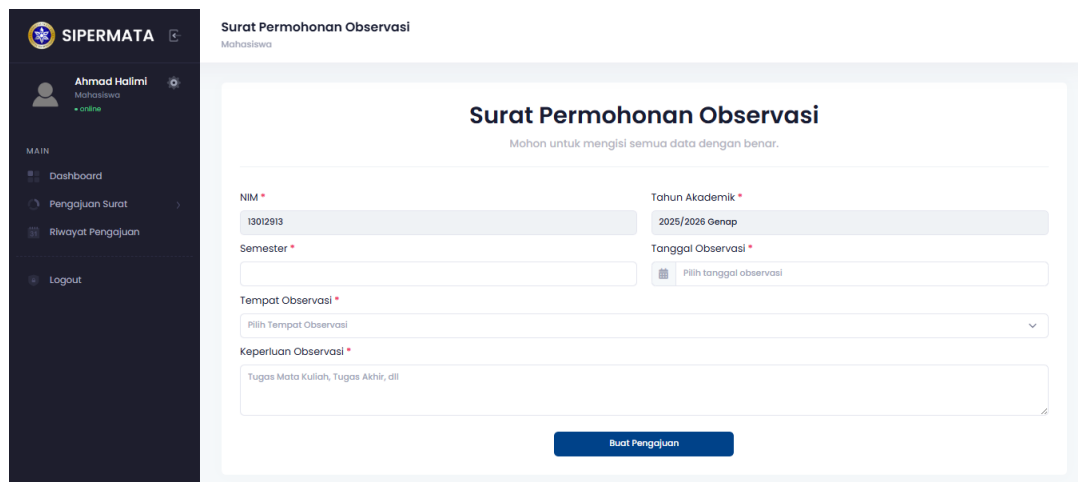 SIPERMATA
Ahmad Halimi
Mahasiswa
• online
MAIN
Dashboard
Pengajuan Surat
Riwayat Pengajuan
Logout
Surat Permohonan Observasi
Mahasiswa
Surat Permohonan Observasi
Mohon untuk mengisi semua data dengan benar.
NIM * Tahun Akademik *
13012913 2025/2026 Genap
Semester * Tanggal Observasi *
Pilih tanggal observasi
Tempat Observasi *
Pilih Tempat Observasi
Keperluan Observasi *
Tugas Mata Kuliah, Tugas Akhir, dll
Buat Pengajuan